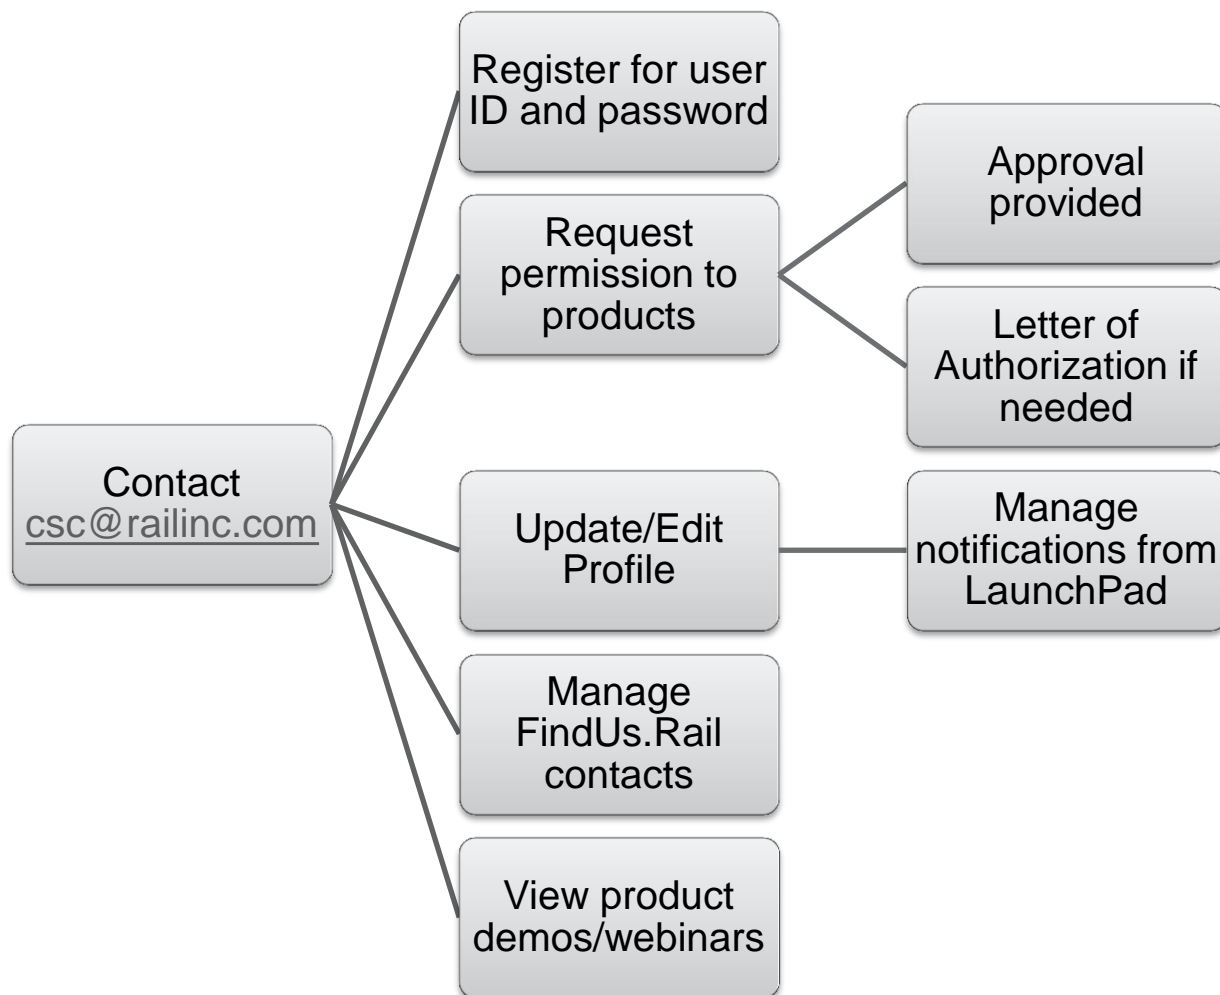 Register for user
ID and password
Request
permission to
products
Approval
provided
Letter of
Authorization if
needed
Contact
csc@railinc.com
Update/Edit
Profile
Manage
notifications from
LaunchPad
Manage
FindUs.Rail
contacts
View product
demos/webinars